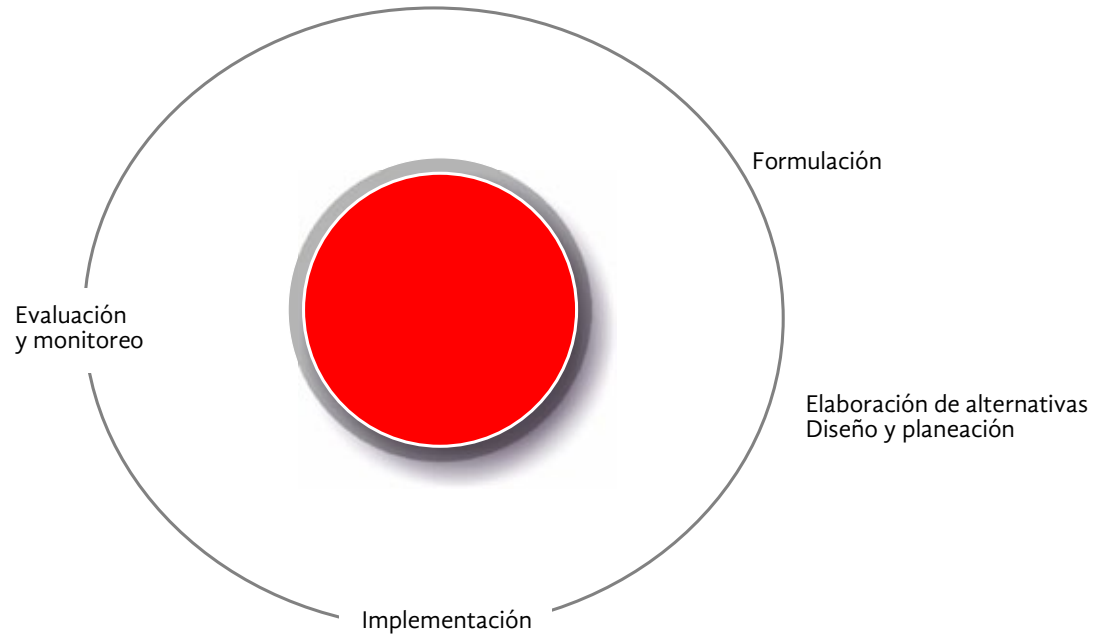 Formulación
Evaluación
y monitoreo
Elaboración de alternativas
Diseño y planeación
Implementación